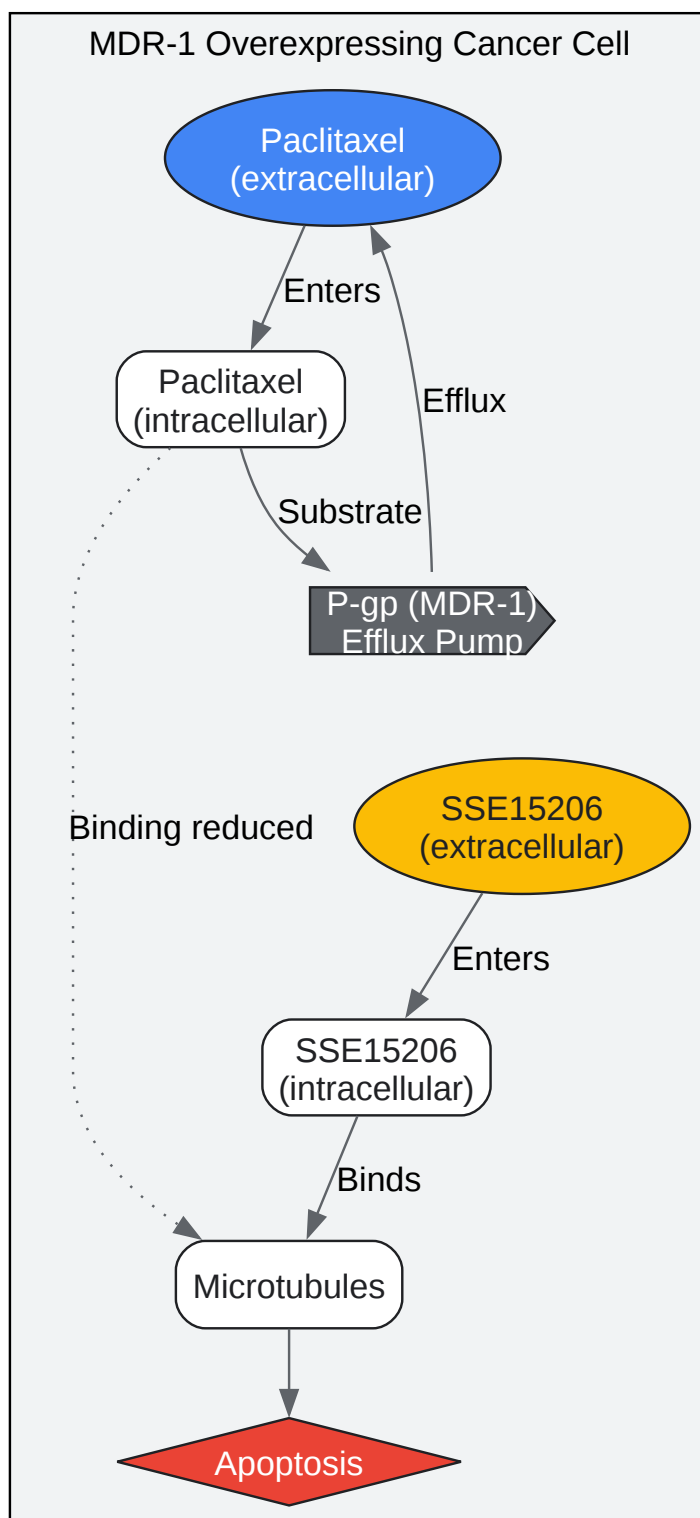 MDR-1 Overexpressing Cancer Cell
Paclitaxel
(extracellular)
Enters
Paclitaxel
(intracellular)
Efflux
Substrate
P-gp (MDR-1)
Efflux Pump
SSE15206
(extracellular)
Binding reduced
Enters
SSE15206
(intracellular)
Binds
Microtubules
Apoptosis